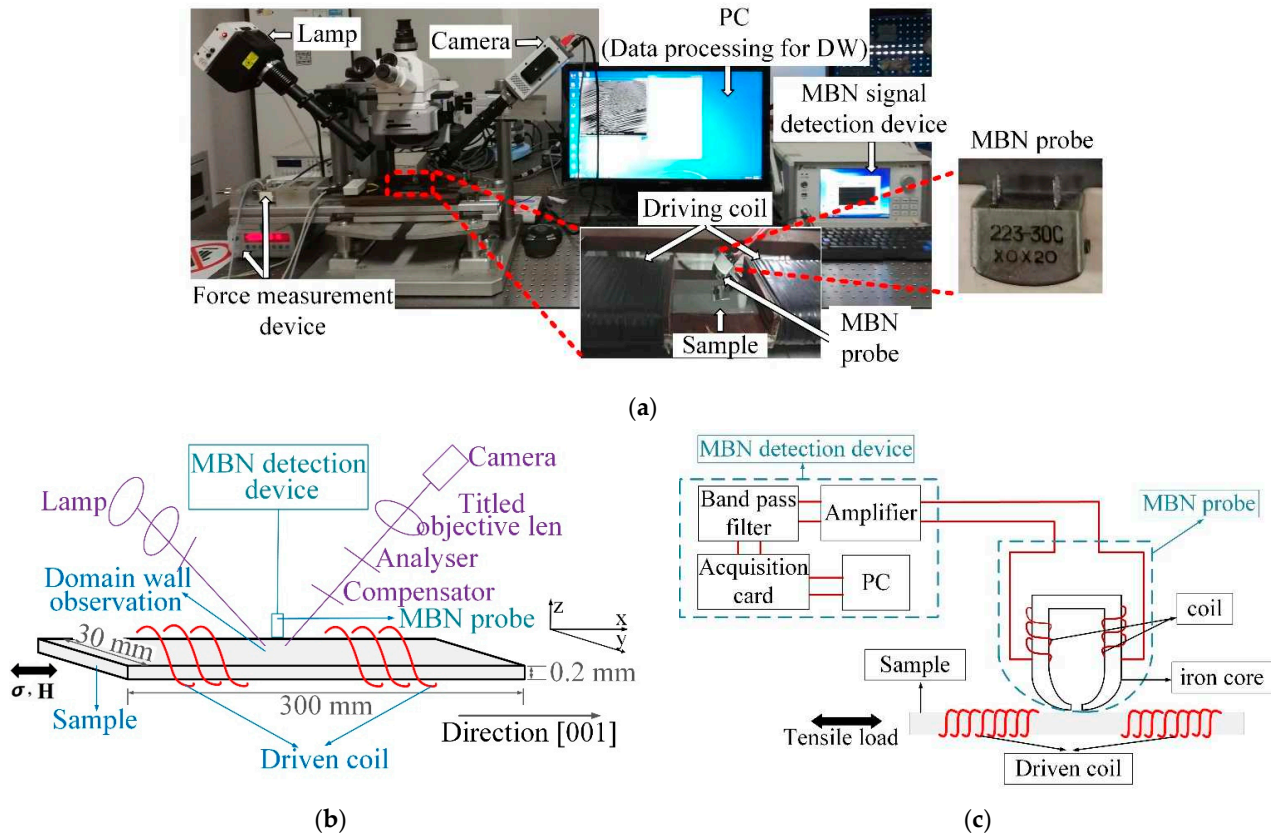 Lamp
Camera
PC
(Data processing for DW)
MBN signal
detection device
MBN probe
Driving coil
223-30C
X0X20
Force measurement
device
Sample
MBN
probe
(a)
MBN detection
device
Camera
Lamp
Titled
objective len
Analyser
Domain wall
observation
Compensator
MBN probe
z
x
y
30 mm
0.2 mm
σ, H
300 mm
Sample
Direction [001]
Driven coil
(b)
MBN detection device
Band pass
filter
Amplifier
MBN probe
Acquisition
card
PC
coil
Sample
iron core
Tensile load
Driven coil
(c)